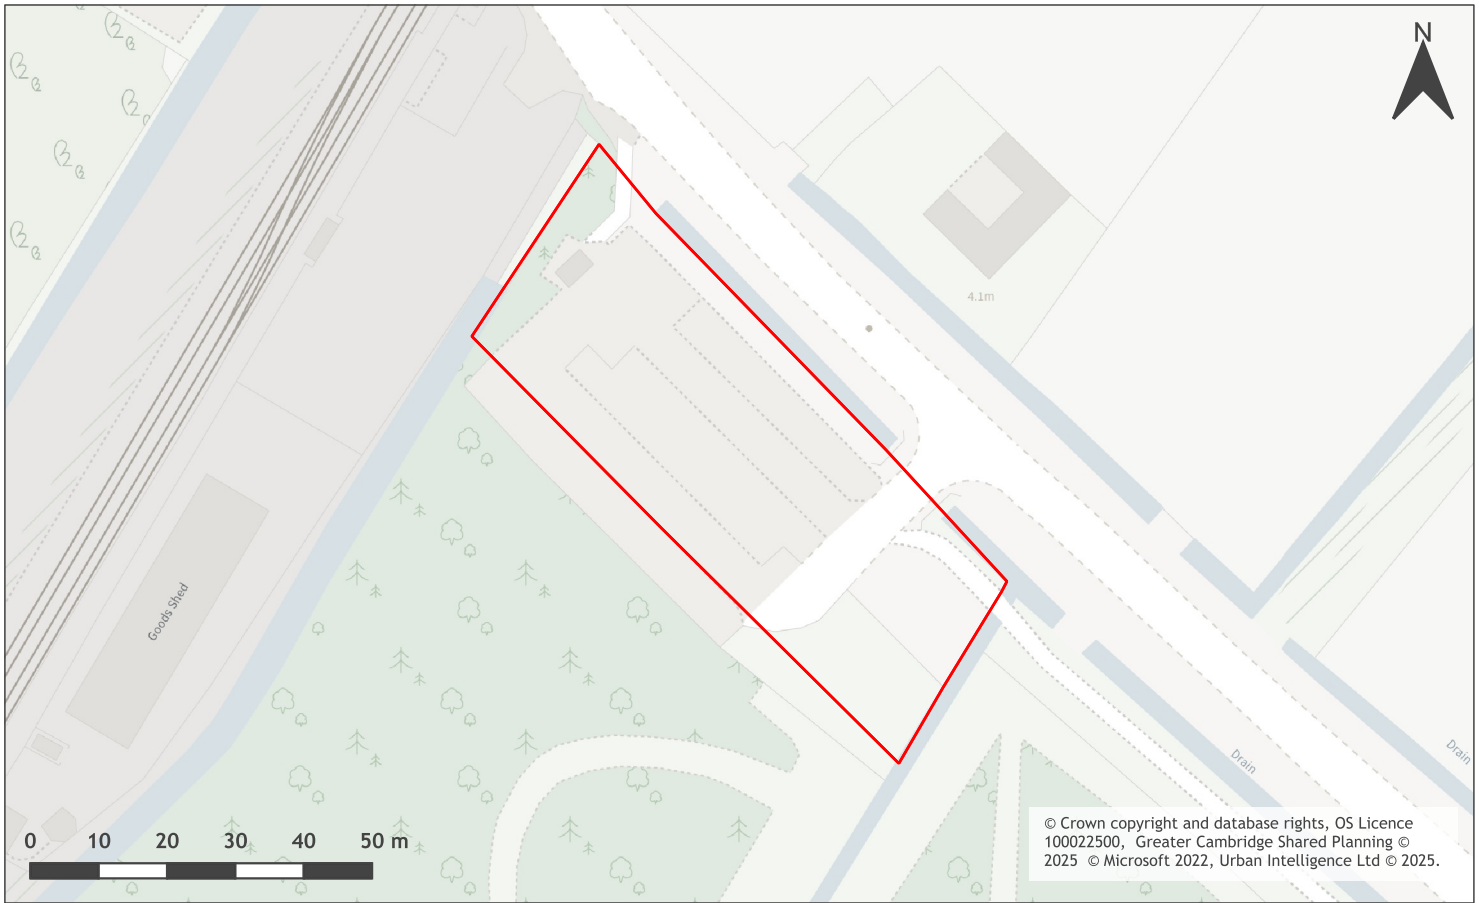 N
4.1m
Goods Shed
Drain
Drain
0 10 20 30 40 50 m
© Crown copyright and database rights, OS Licence
100022500, Greater Cambridge Shared Planning ©
2025 © Microsoft 2022, Urban Intelligence Ltd © 2025.